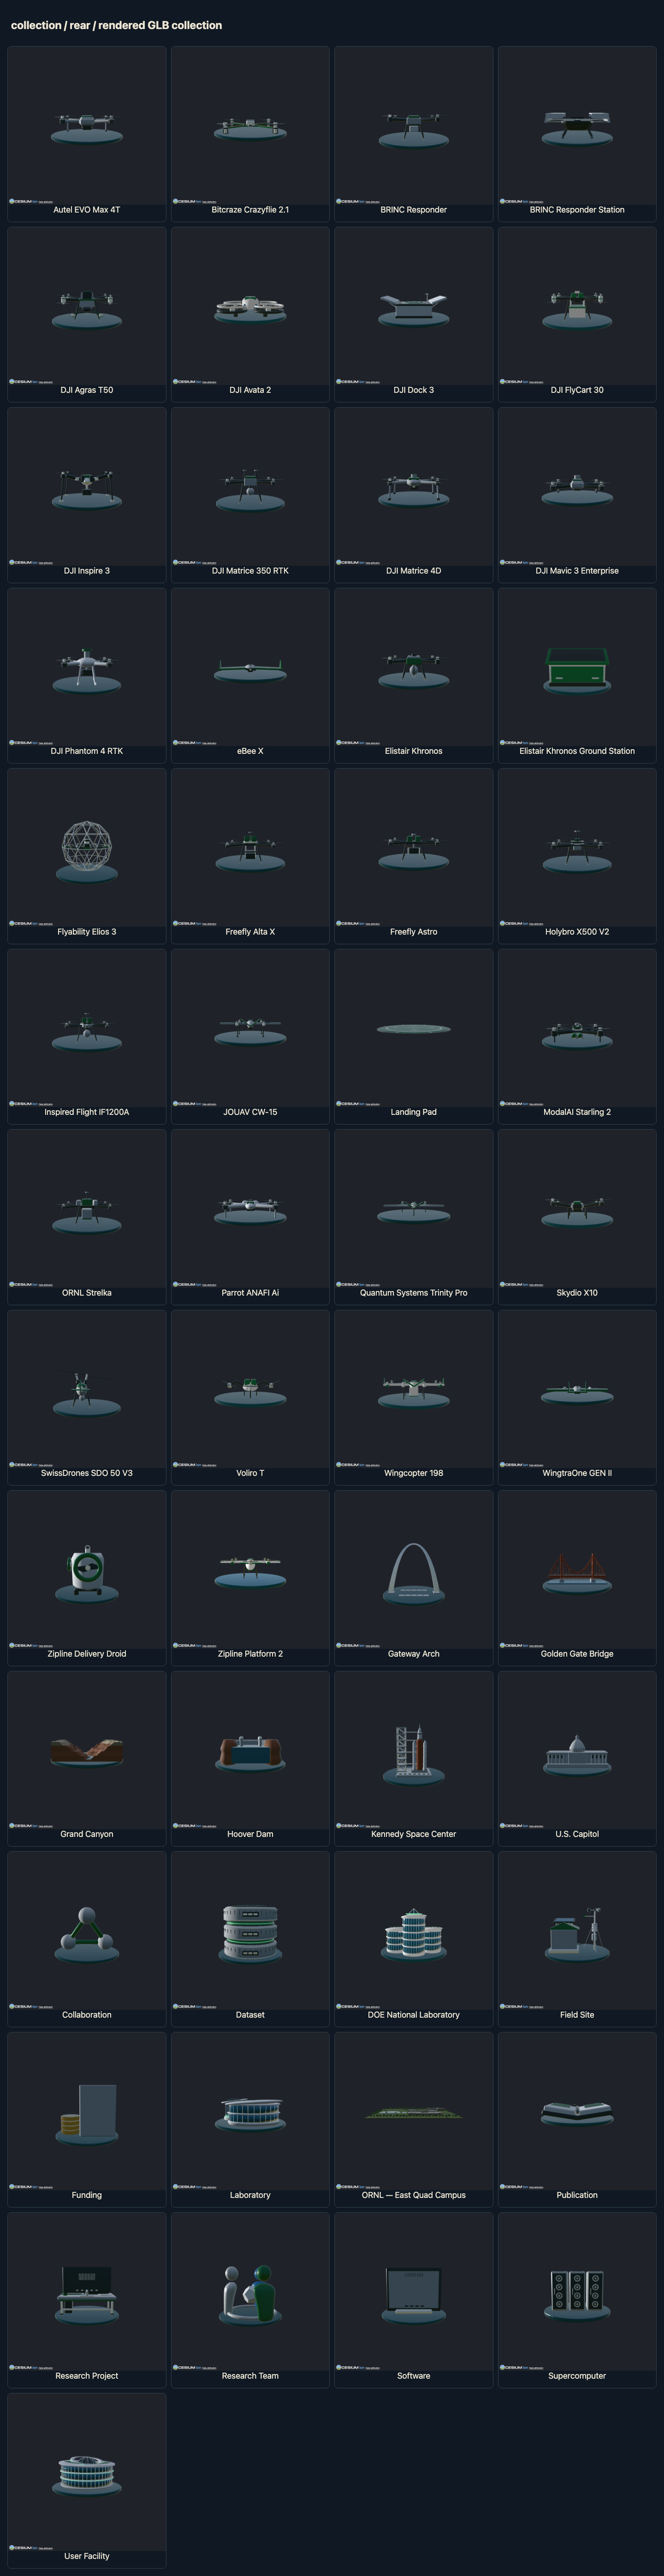 collection / rear / rendered GLB collection
Autel EVO Max 4T
Bitcraze Crazyflie 2.1
BRINC Responder
BRINC Responder Station
DJI Agras T50
DJI Avata 2
DJI Dock 3
DJI FlyCart 30
DJI Inspire 3
DJI Matrice 350 RTK
DJI Matrice 4D
DJI Mavic 3 Enterprise
DJI Phantom 4 RTK
eBee X
Elistair Khronos
Elistair Khronos Ground Station
Flyability Elios 3
Freefly Alta X
Freefly Astro
Holybro X500 V2
Inspired Flight IF1200A
JOUAV CW-15
Landing Pad
ModalAI Starling 2
ORNL Strelka
Parrot ANAFI Ai
Quantum Systems Trinity Pro
Skydio X10
SwissDrones SDO 50 V3
Voliro T
Wingcopter 198
WingtraOne GEN II
Zipline Delivery Droid
Zipline Platform 2
Gateway Arch
Golden Gate Bridge
Grand Canyon
Hoover Dam
Kennedy Space Center
U.S. Capitol
Collaboration
Dataset
DOE National Laboratory
Field Site
Funding
Laboratory
ORNL — East Quad Campus
Publication
Research Project
Research Team
Software
Supercomputer
User Facility